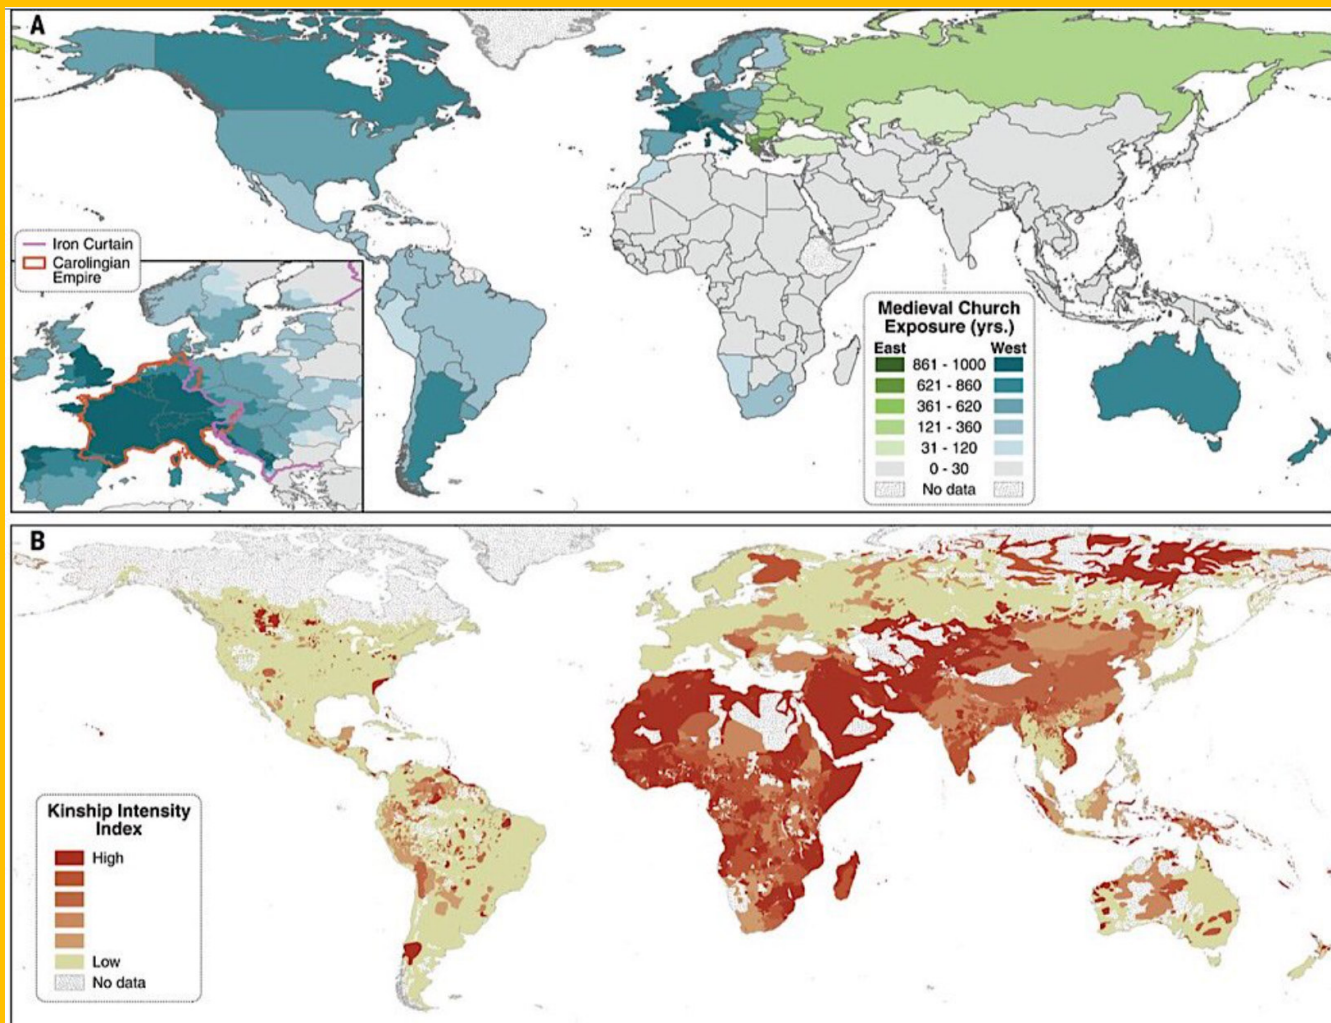 A
Iron Curtain
Carolingian
Empire
Medieval Church
Exposure (yrs.)
East West
861 - 1000
621 - 860
361 - 620
121 - 360
31 - 120
0 - 30
No data
B
Kinship Intensity
Index
High
Low
No data